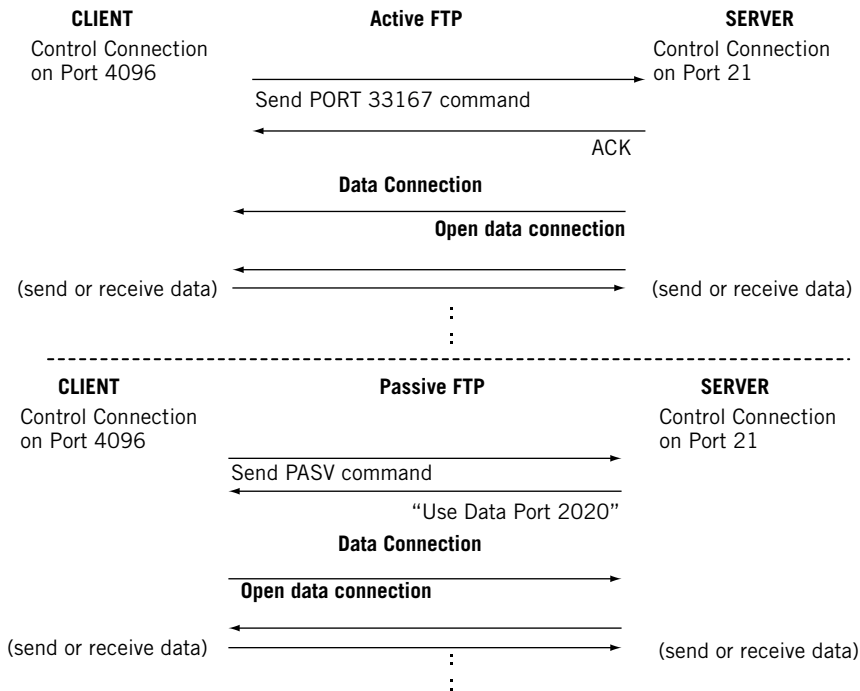 CLIENT Active FTP SERVER
Control Connection
on Port 4096
Control Connection
on Port 21
Send PORT 33167 command
ACK
Data Connection
Open data connection
(send or receive data) (send or receive data)
CLIENT Passive FTP SERVER
Control Connection
on Port 4096
Control Connection
on Port 21
Send PASV command
“Use Data Port 2020”
Data Connection
Open data connection
(send or receive data) (send or receive data)